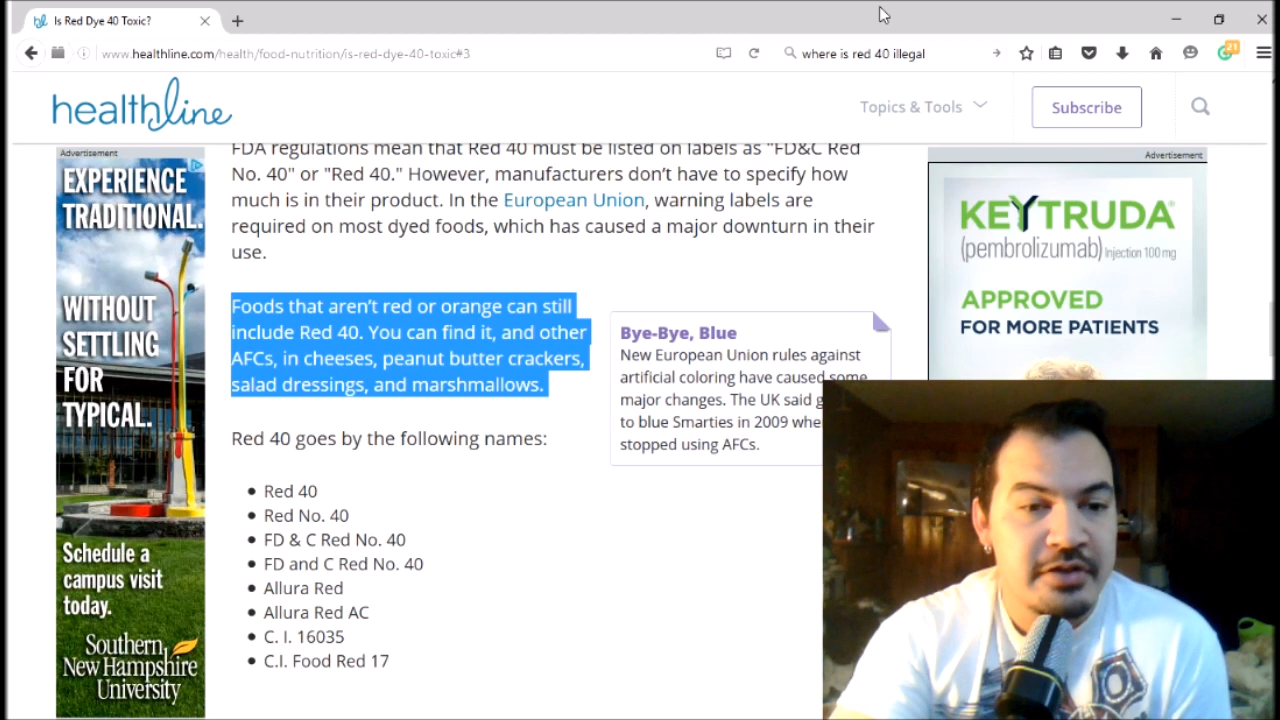 Is Red Dye 40 Toxic?
www.healthline.com/health/food-nutrition/is-red-dye-40-toxic#3
where is red 40 illegal
21
healthline
Topics & Tools
Subscribe
Advertisement
EXPERIENCE
TRADITIONAL.
WITHOUT
SETTLING
FOR
TYPICAL.
Schedule a
campus visit
today.
Southern
New Hampshire
University
FDA regulations mean that Red 40 must be listed on labels as "FD&C Red
No. 40" or "Red 40." However, manufacturers don’t have to specify how
much is in their product. In the European Union, warning labels are
required on most dyed foods, which has caused a major downturn in their
use.
Foods that aren’t red or orange can still
include Red 40. You can find it, and other
AFCs, in cheeses, peanut butter crackers,
salad dressings, and marshmallows.
Bye-Bye, Blue
New European Union rules against
artificial coloring have caused some
major changes. The UK said g
to blue Smarties in 2009 whe
stopped using AFCs.
Red 40 goes by the following names:
Red 40
Red No. 40
FD & C Red No. 40
FD and C Red No. 40
Allura Red
Allura Red AC
C. I. 16035
C.I. Food Red 17
Advertisement
KEYTRUDA
(pembrolizumab) Injection 100 mg
APPROVED
FOR MORE PATIENTS